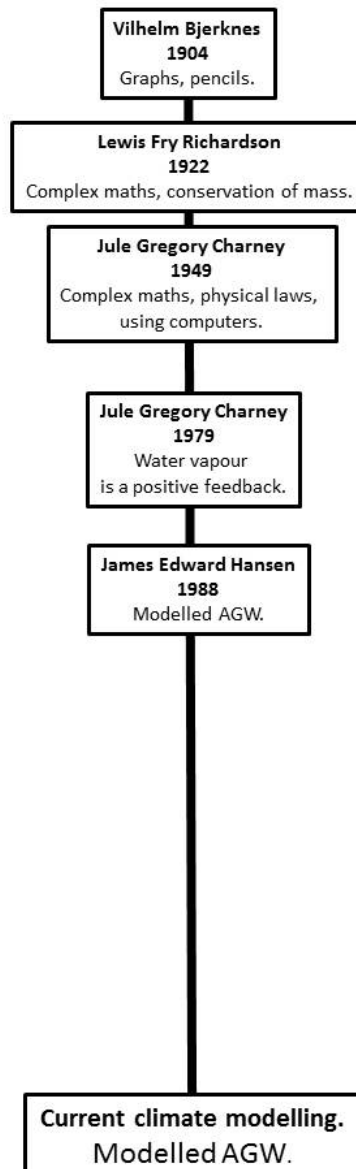 Vilhelm Bjerknes
1904
Graphs, pencils.
Lewis Fry Richardson
1922
Complex maths, conservation of mass.
Jule Gregory Charney
1949
Complex maths, physical laws,
using computers.
Jule Gregory Charney
1979
Water vapour
is a positive feedback.
James Edward Hansen
1988
Modelled AGW.
Current climate modelling.
Modelled AGW.